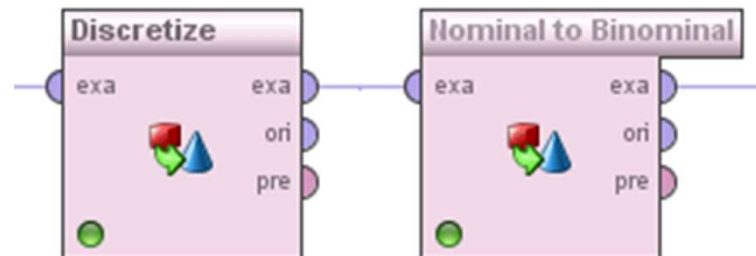 Discretize
exa exa
ori
pre
Nominal to Binominal
exa exa
ori
pre